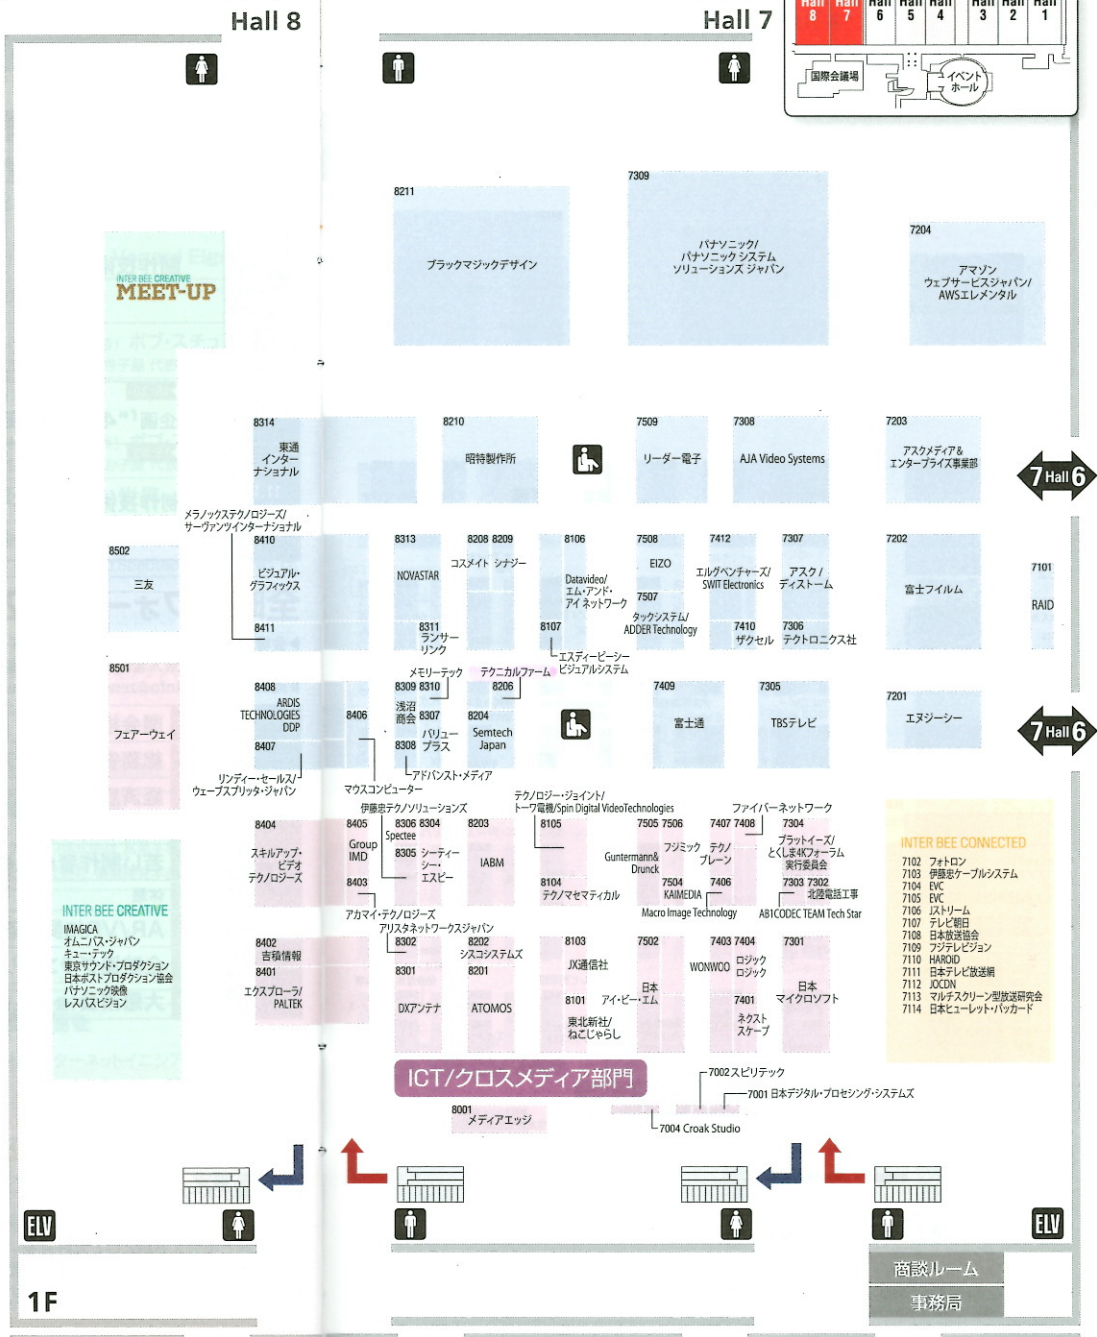 Hall 8
Hall 7
Hall 8
Hall 7
Hall 6
Hall 5
Hall 4
Hall 3
Hall 2
Hall 1
国際会議場
イベント
ホール
8211
ブラックマジックデザイン
7309
パナソニック/
パナソニック システム
ソリューションズ ジャパン
7204
アマゾン
ウェブサービスジャパン/
AWSエレメンタル
INTER BEE CREATIVE
MEET-UP
8314
東通
インター
ナショナル
8210
昭特製作所
7509
リーダー電子
7308
AJA Video Systems
7203
アスクメディア&
エンタープライズ事業部
7 Hall 6
メラノックステクノロジーズ/
サーヴァンツインターナショナル
8502
三友
8410
ビジュアル・
グラフィックス
8411
8313
NOVASTAR
8311
ランサー
リンク
8208 8209
コスメイト シナジー
8106
Datavideo/
エム・アンド・
アイ ネットワーク
8107
エスディーピーシー
ビジュアルシステム
7508
EIZO
7507
タックシステム/
ADDER Technology
7412
エルグベンチャーズ/
SWIT Electronics
7410
ザクセル
7307
アスク /
ディストーム
7306
テクトロニクス社
7202
富士フイルム
7101
RAID
8501
フェアーウェイ
8408
ARDIS
TECHNOLOGIES
DDP
8407
リンディー・セールス/
ウェーブスプリッタ・ジャパン
8406
マウスコンピューター
メモリーテック
8309 8310
浅沼
商会
8307
バリュー
プラス
8308
アドバンスト・メディア
テクニカルファーム
8206
8204
Semtech
Japan
7409
富士通
7305
TBSテレビ
7201
エヌジーシー
7 Hall 6
伊藤忠テクノソリューションズ
8404
スキルアップ・
ビデオ
テクノロジーズ
8405
Group
IMD
8403
アカマイ・テクノロジーズ
8306 8304
Spectee
8305 シーティー
シー・
エスピー
8203
IABM
テクノロジー・ジョイント/
トーワ電機/Spin Digital VideoTechnologies
8105
8104
テクノマセマティカル
7505 7506
Guntermann&
Drunck
フジミック
7504
KAIMEDIA
7407 7408
テクノ
ブレーン
7406
Macro Image Technology
ファイバーネットワーク
7304
プラットイーズ/
とくしま4Kフォーラム
実行委員会
7303 7302
北陸電話工事
AB1CODEC TEAM Tech Star
INTER BEE CONNECTED
7102 フォトロン
7103 伊藤忠ケーブルシステム
7104 EVC
7105 EVC
7106 Jストリーム
7107 テレビ朝日
7108 日本放送協会
7109 フジテレビジョン
7110 HAROiD
7111 日本テレビ放送網
7112 JOCDN
7113 マルチスクリーン型放送研究会
7114 日本ヒューレット・パッカード
INTER BEE CREATIVE
IMAGICA
オムニバス・ジャパン
キュー・テック
東京サウンド・プロダクション
日本ポストプロダクション協会
パナソニック映像
レスパスビジョン
8402
吉積情報
8401
エクスプローラ/
PALTEK
アリスタネットワークスジャパン
8302
8301
DXアンテナ
8202
シスコシステムズ
8201
ATOMOS
8103
JX通信社
8101
東北新社/
ねこじゃらし
7502
日本
アイ・ビー・エム
7403 7404
WONWOO
ロジック
ロジック
7401
ネクスト
スケープ
7301
日本
マイクロソフト
ICT/クロスメディア部門
8001
メディアエッジ
7002 スピリテック
7001 日本デジタル・プロセシング・システムズ
7004 Croak Studio
ELV
ELV
商談ルーム
事務局
1F